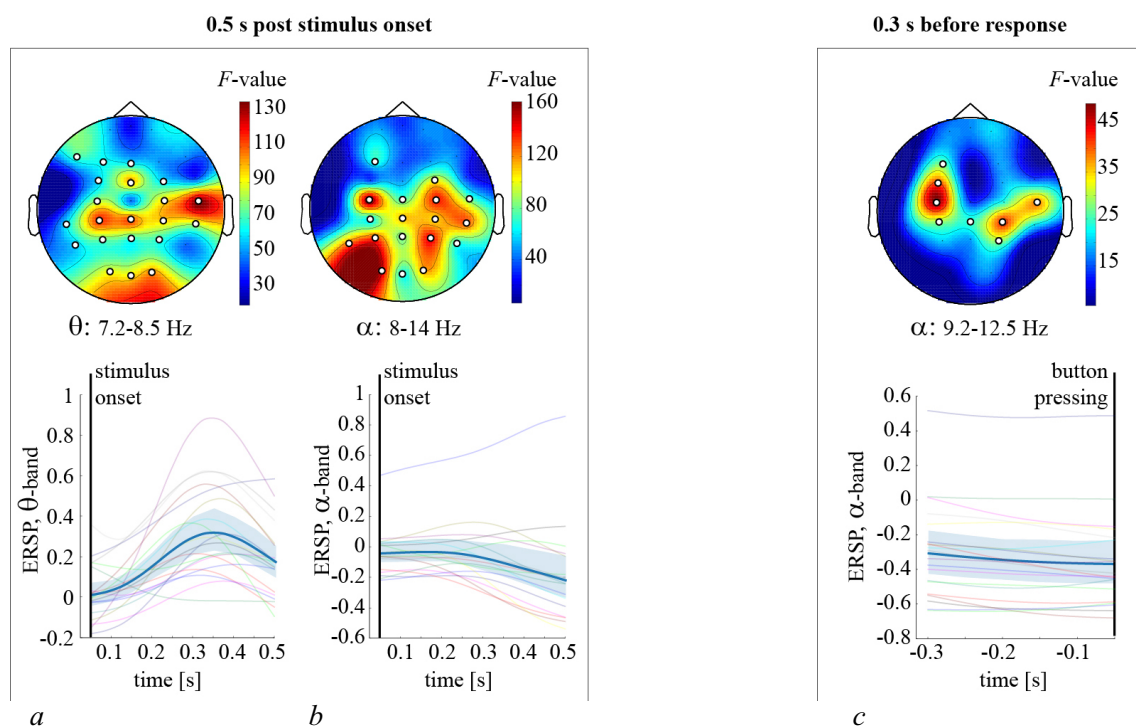 0.5 s post stimulus onset
0.3 s before response
F-value
130
110
90
70
50
30
θ: 7.2-8.5 Hz
F-value
160
120
80
40
α: 8-14 Hz
F-value
45
35
25
15
α: 9.2-12.5 Hz
stimulus
onset
ERSP, θ-band
1
0.8
0.6
0.4
0.2
0
-0.2
0.1 0.2 0.3 0.4 0.5
time [s]
stimulus
onset
ERSP, α-band
1
0.8
0.6
0.4
0.2
0
-0.2
-0.4
-0.6
0.1 0.2 0.3 0.4 0.5
time [s]
button
pressing
ERSP, α-band
0.6
0.4
0.2
0
-0.2
-0.4
-0.6
-0.8
-0.3 -0.2 -0.1
time [s]
a
b
c